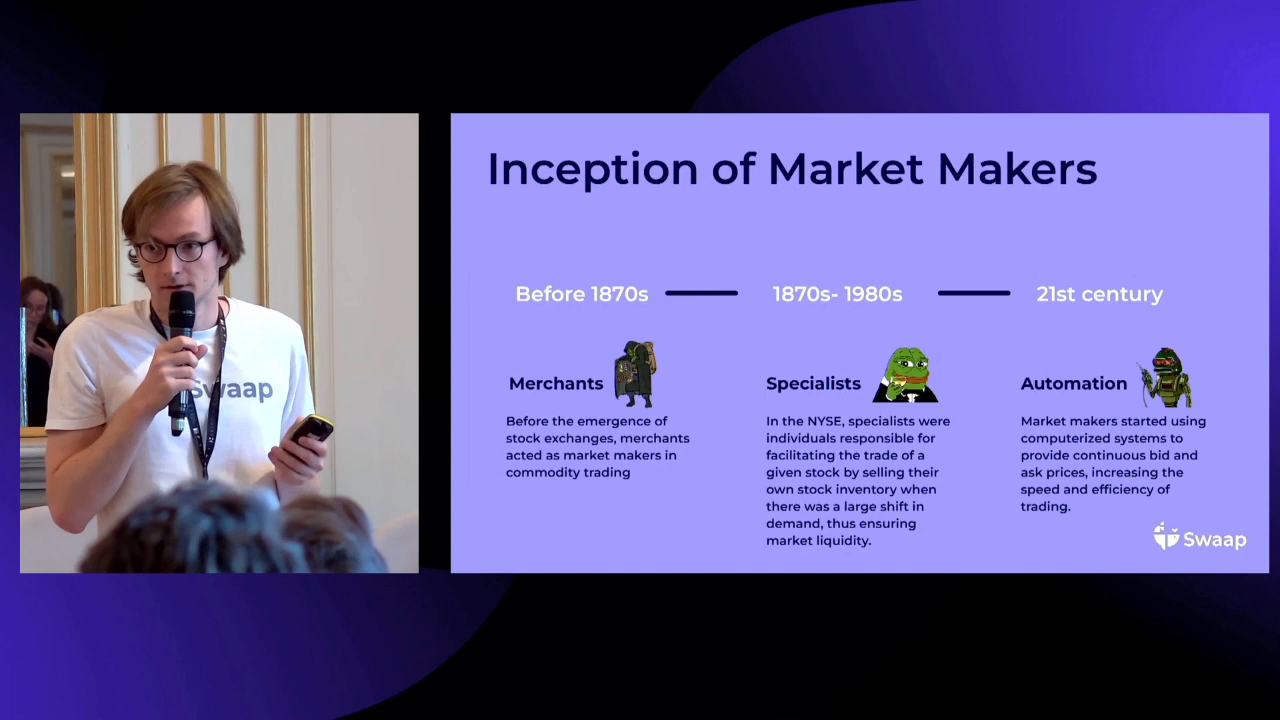 Inception of Market Makers
Before 1870s
1870s- 1980s
21st century
Merchants
Before the emergence of
stock exchanges, merchants
acted as market makers in
commodity trading
Specialists
In the NYSE, specialists were
individuals responsible for
facilitating the trade of a
given stock by selling their
own stock inventory when
there was a large shift in
demand, thus ensuring
market liquidity.
Automation
Market makers started using
computerized systems to
provide continuous bid and
ask prices, increasing the
speed and efficiency of
trading.
Swaap
Swaap